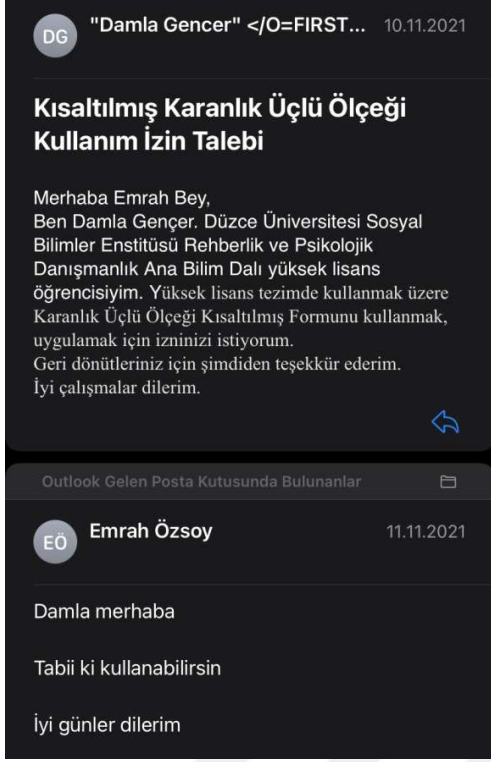 DG
"Damla Gencer" </O=FIRST... 10.11.2021
Kısaltılmış Karanlık Üçlü Ölçeği
Kullanım İzin Talebi
Merhaba Emrah Bey,
Ben Damla Gençer. Düzce Üniversitesi Sosyal
Bilimler Enstitüsü Rehberlik ve Psikolojik
Danışmanlık Ana Bilim Dalı yüksek lisans
öğrencisiyim. Yüksek lisans tezimde kullanmak üzere
Karanlık Üçlü Ölçeği Kısaltılmış Formunu kullanmak,
uygulamak için izninizi istiyorum.
Geri dönütleriniz için şimdiden teşekkür ederim.
İyi çalışmalar dilerim.
Outlook Gelen Posta Kutusunda Bulunanlar
EÖ
Emrah Özsoy 11.11.2021
Damla merhaba
Tabii ki kullanabilirsin
İyi günler dilerim